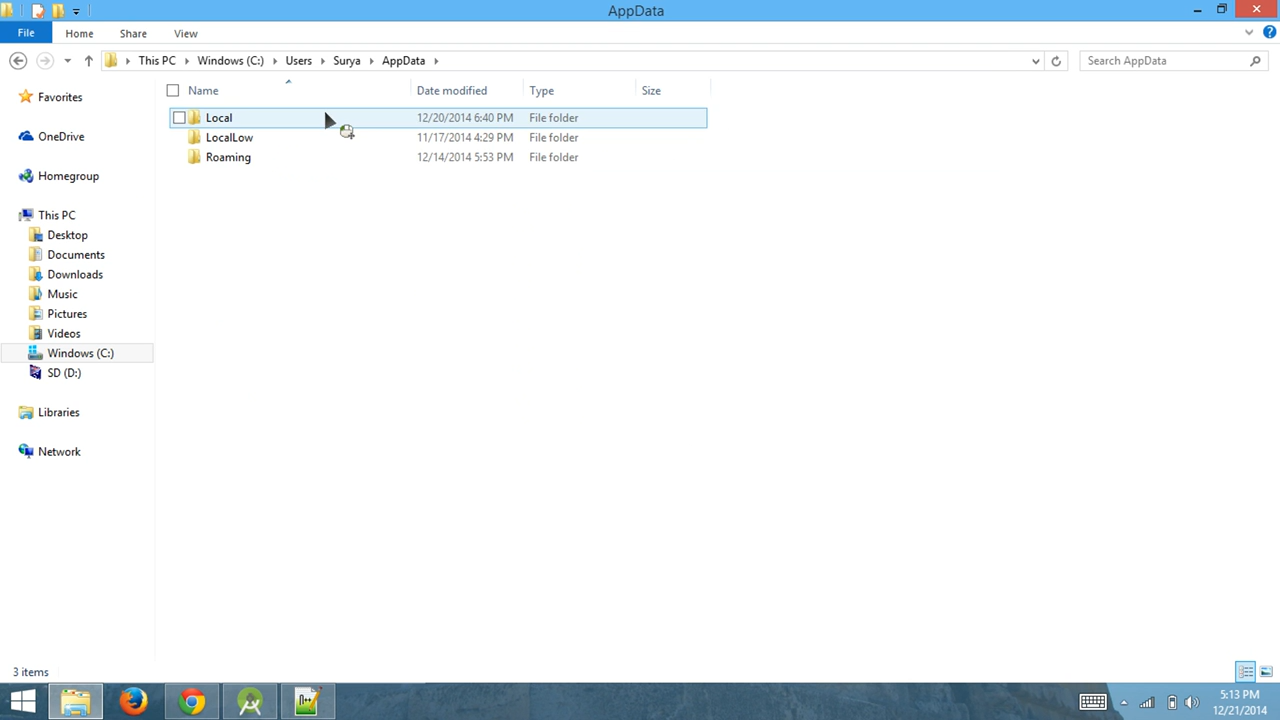 AppData
File Home Share View
This PC Windows (C:) Users Surya AppData Search AppData
Name Date modified Type Size
Favorites
Local 12/20/2014 6:40 PM File folder
OneDrive LocalLow 11/17/2014 4:29 PM File folder
Roaming 12/14/2014 5:53 PM File folder
Homegroup
This PC
Desktop
Documents
Downloads
Music
Pictures
Videos
Windows (C:)
SD (D:)
Libraries
Network
3 items
5:13 PM
12/21/2014